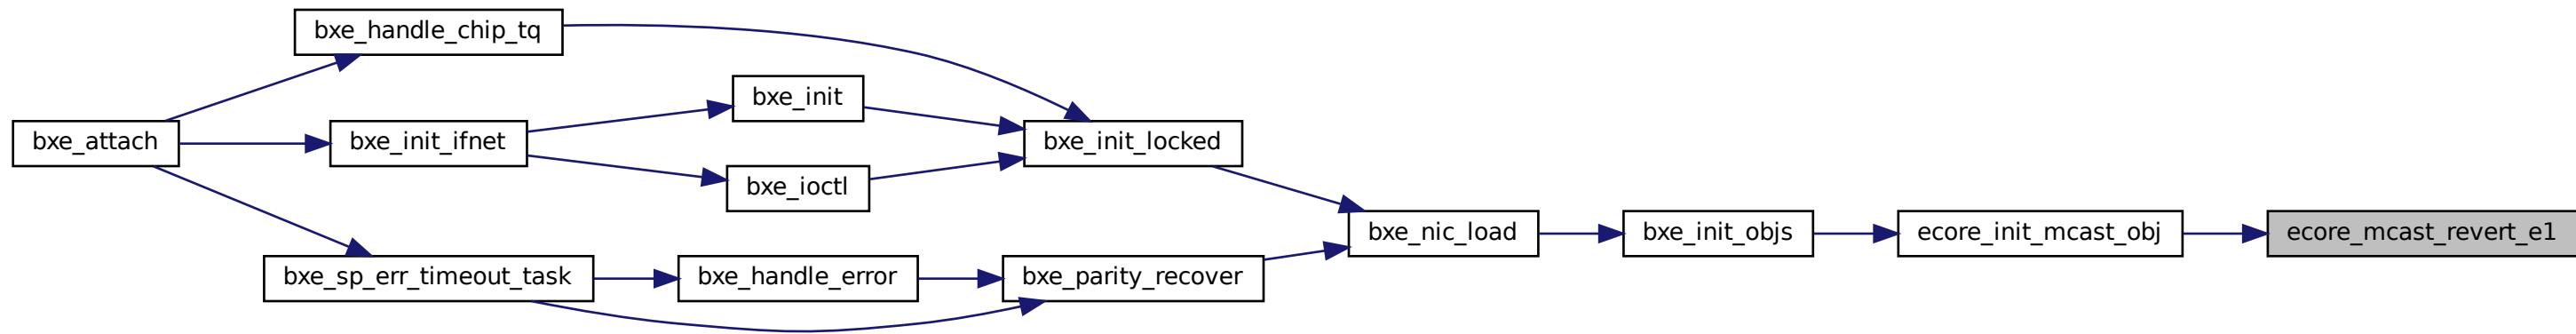 bxe_handle_chip_tq
bxe_init
bxe_attach
bxe_init_ifnet
bxe_init_locked
bxe_ioctl
bxe_nic_load
bxe_init_objs
ecore_init_mcast_obj
ecore_mcast_revert_e1
bxe_sp_err_timeout_task
bxe_handle_error
bxe_parity_recover